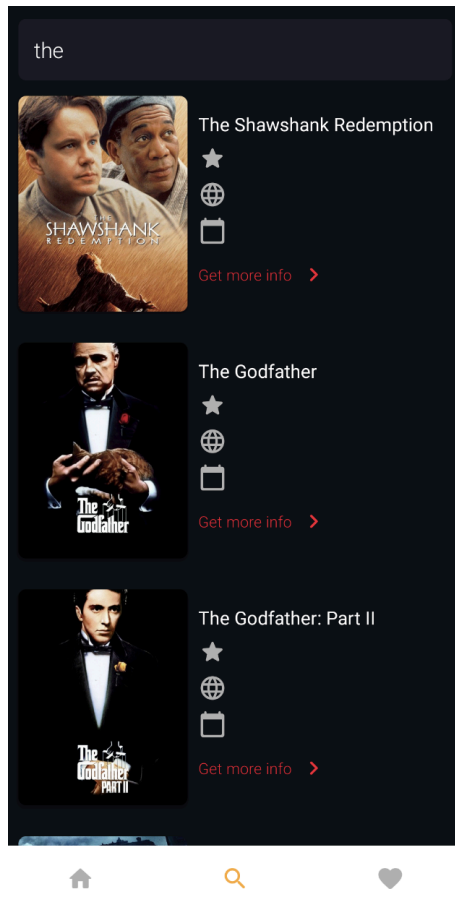 the
The Shawshank Redemption
THE
SHAWSHANK
REDEMPTION
Get more info
The Godfather
The
Godfather
Get more info
The Godfather: Part II
The
Godfather
PART II
Get more info